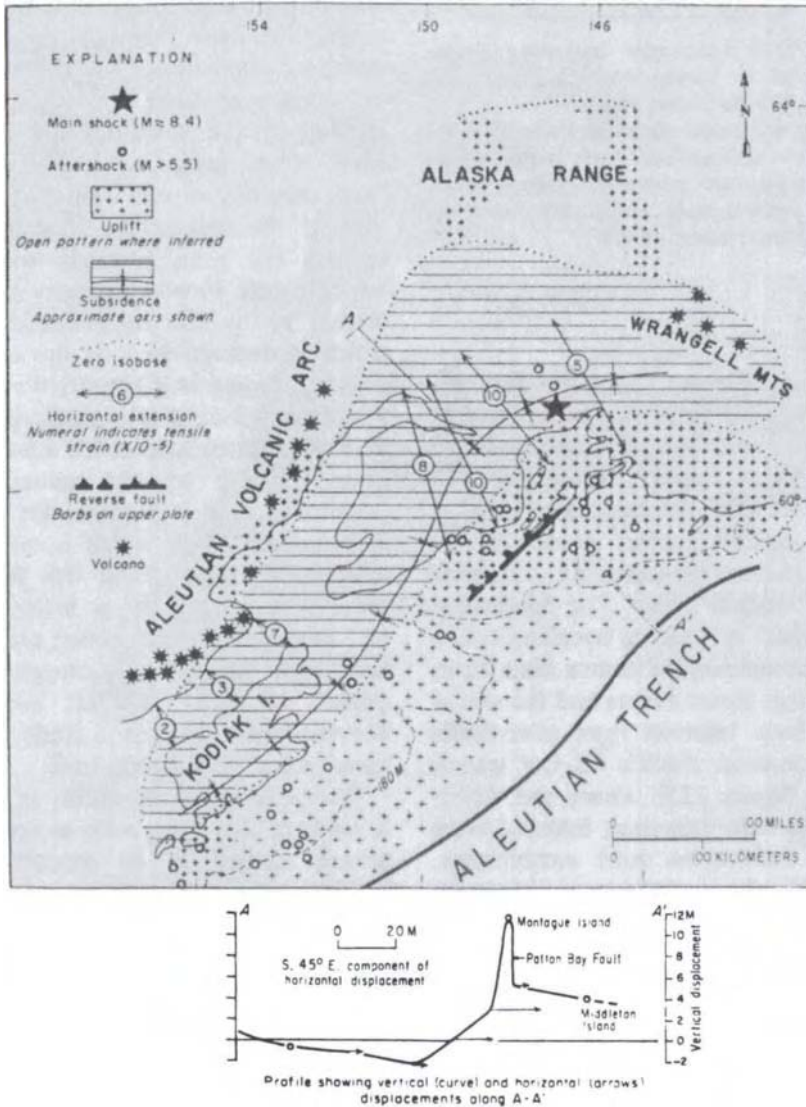 154
150
146
EXPLANATION
Main shock (M≅8.4)
Aftershock (M>5.5)
Uplift
Open pattern where inferred
Subsidence
Approximate axis shown
Zero isobase
6
Horizontal extension
Numeral indicates tensile
strain (X10⁻⁵)
Reverse fault
Barbs on upper plate
Volcano
N
64°
ALASKA RANGE
WRANGELL MTS
A
5
10
8
10
60°
ALEUTIAN VOLCANIC ARC
7
3
2
KODIAK I.
180M
A'
ALEUTIAN TRENCH
0 100 MILES
0 100 KILOMETERS
A
A'
0 20M
S. 45° E. component of
horizontal displacement
Montague Island
Patton Bay Fault
Middleton
Island
12M
10
8
6
4
2
0
-2
Vertical displacement
Profile showing vertical (curve) and horizontal (arrows)
displacements along A-A'